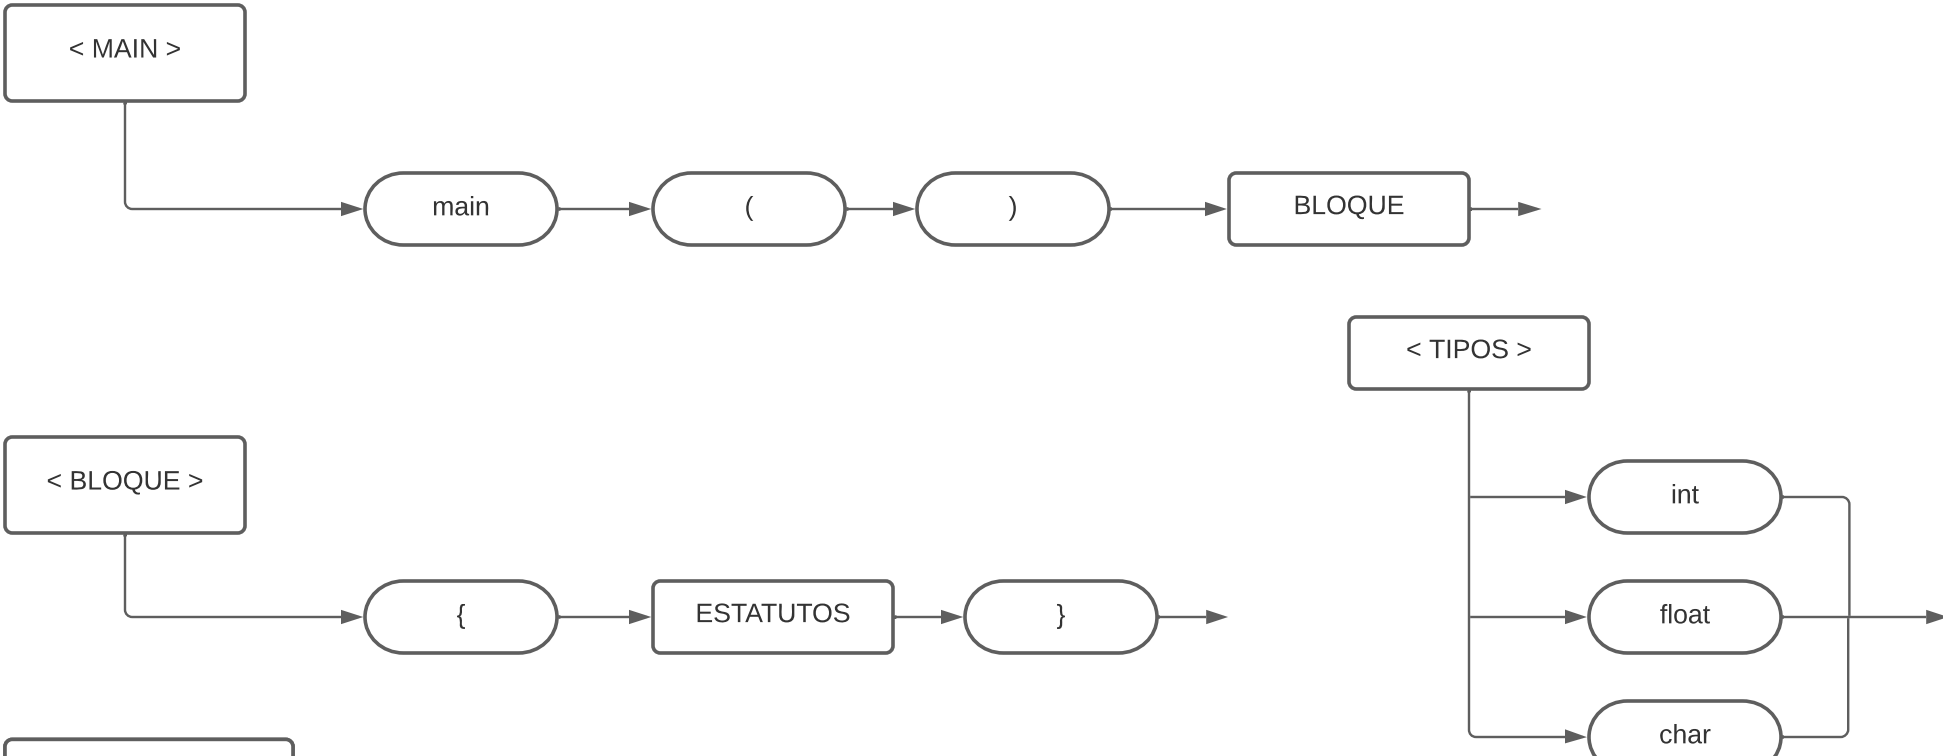 < MAIN >
main
(
)
BLOQUE
< TIPOS >
< BLOQUE >
int
{
ESTATUTOS
}
float
char